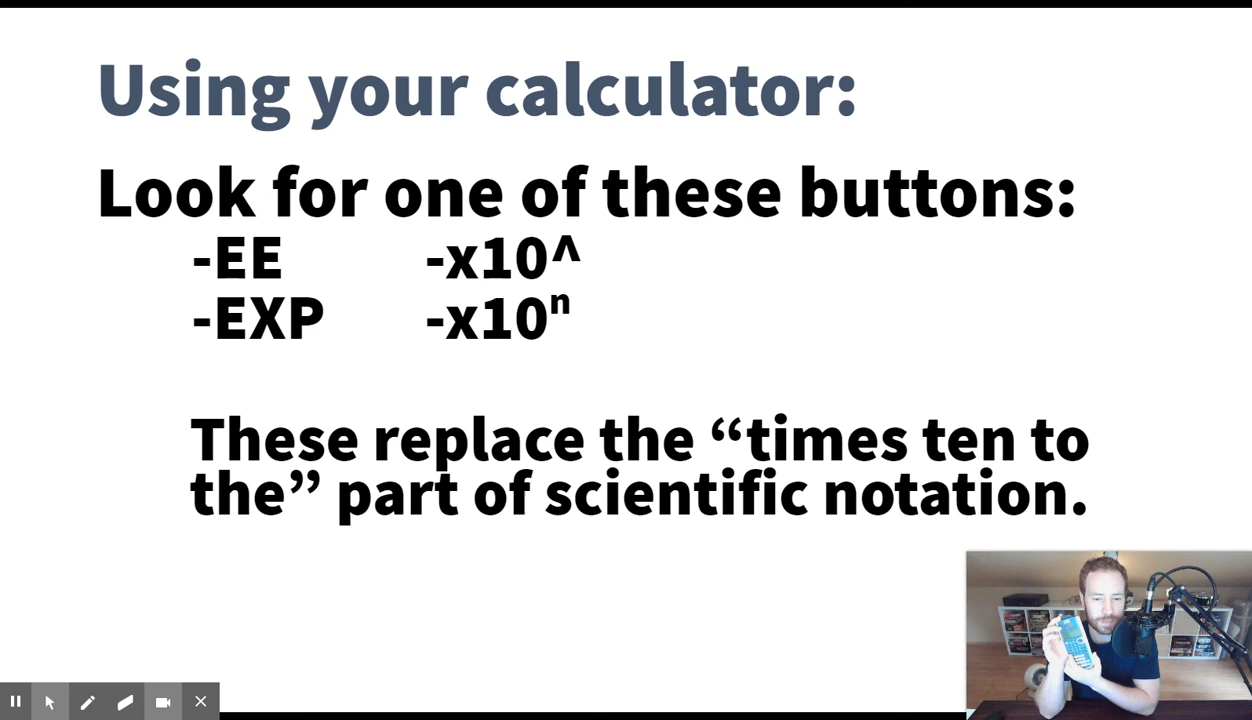 Using your calculator:
Look for one of these buttons:
-EE -x10^
-EXP -x10ⁿ
These replace the “times ten to
the” part of scientific notation.